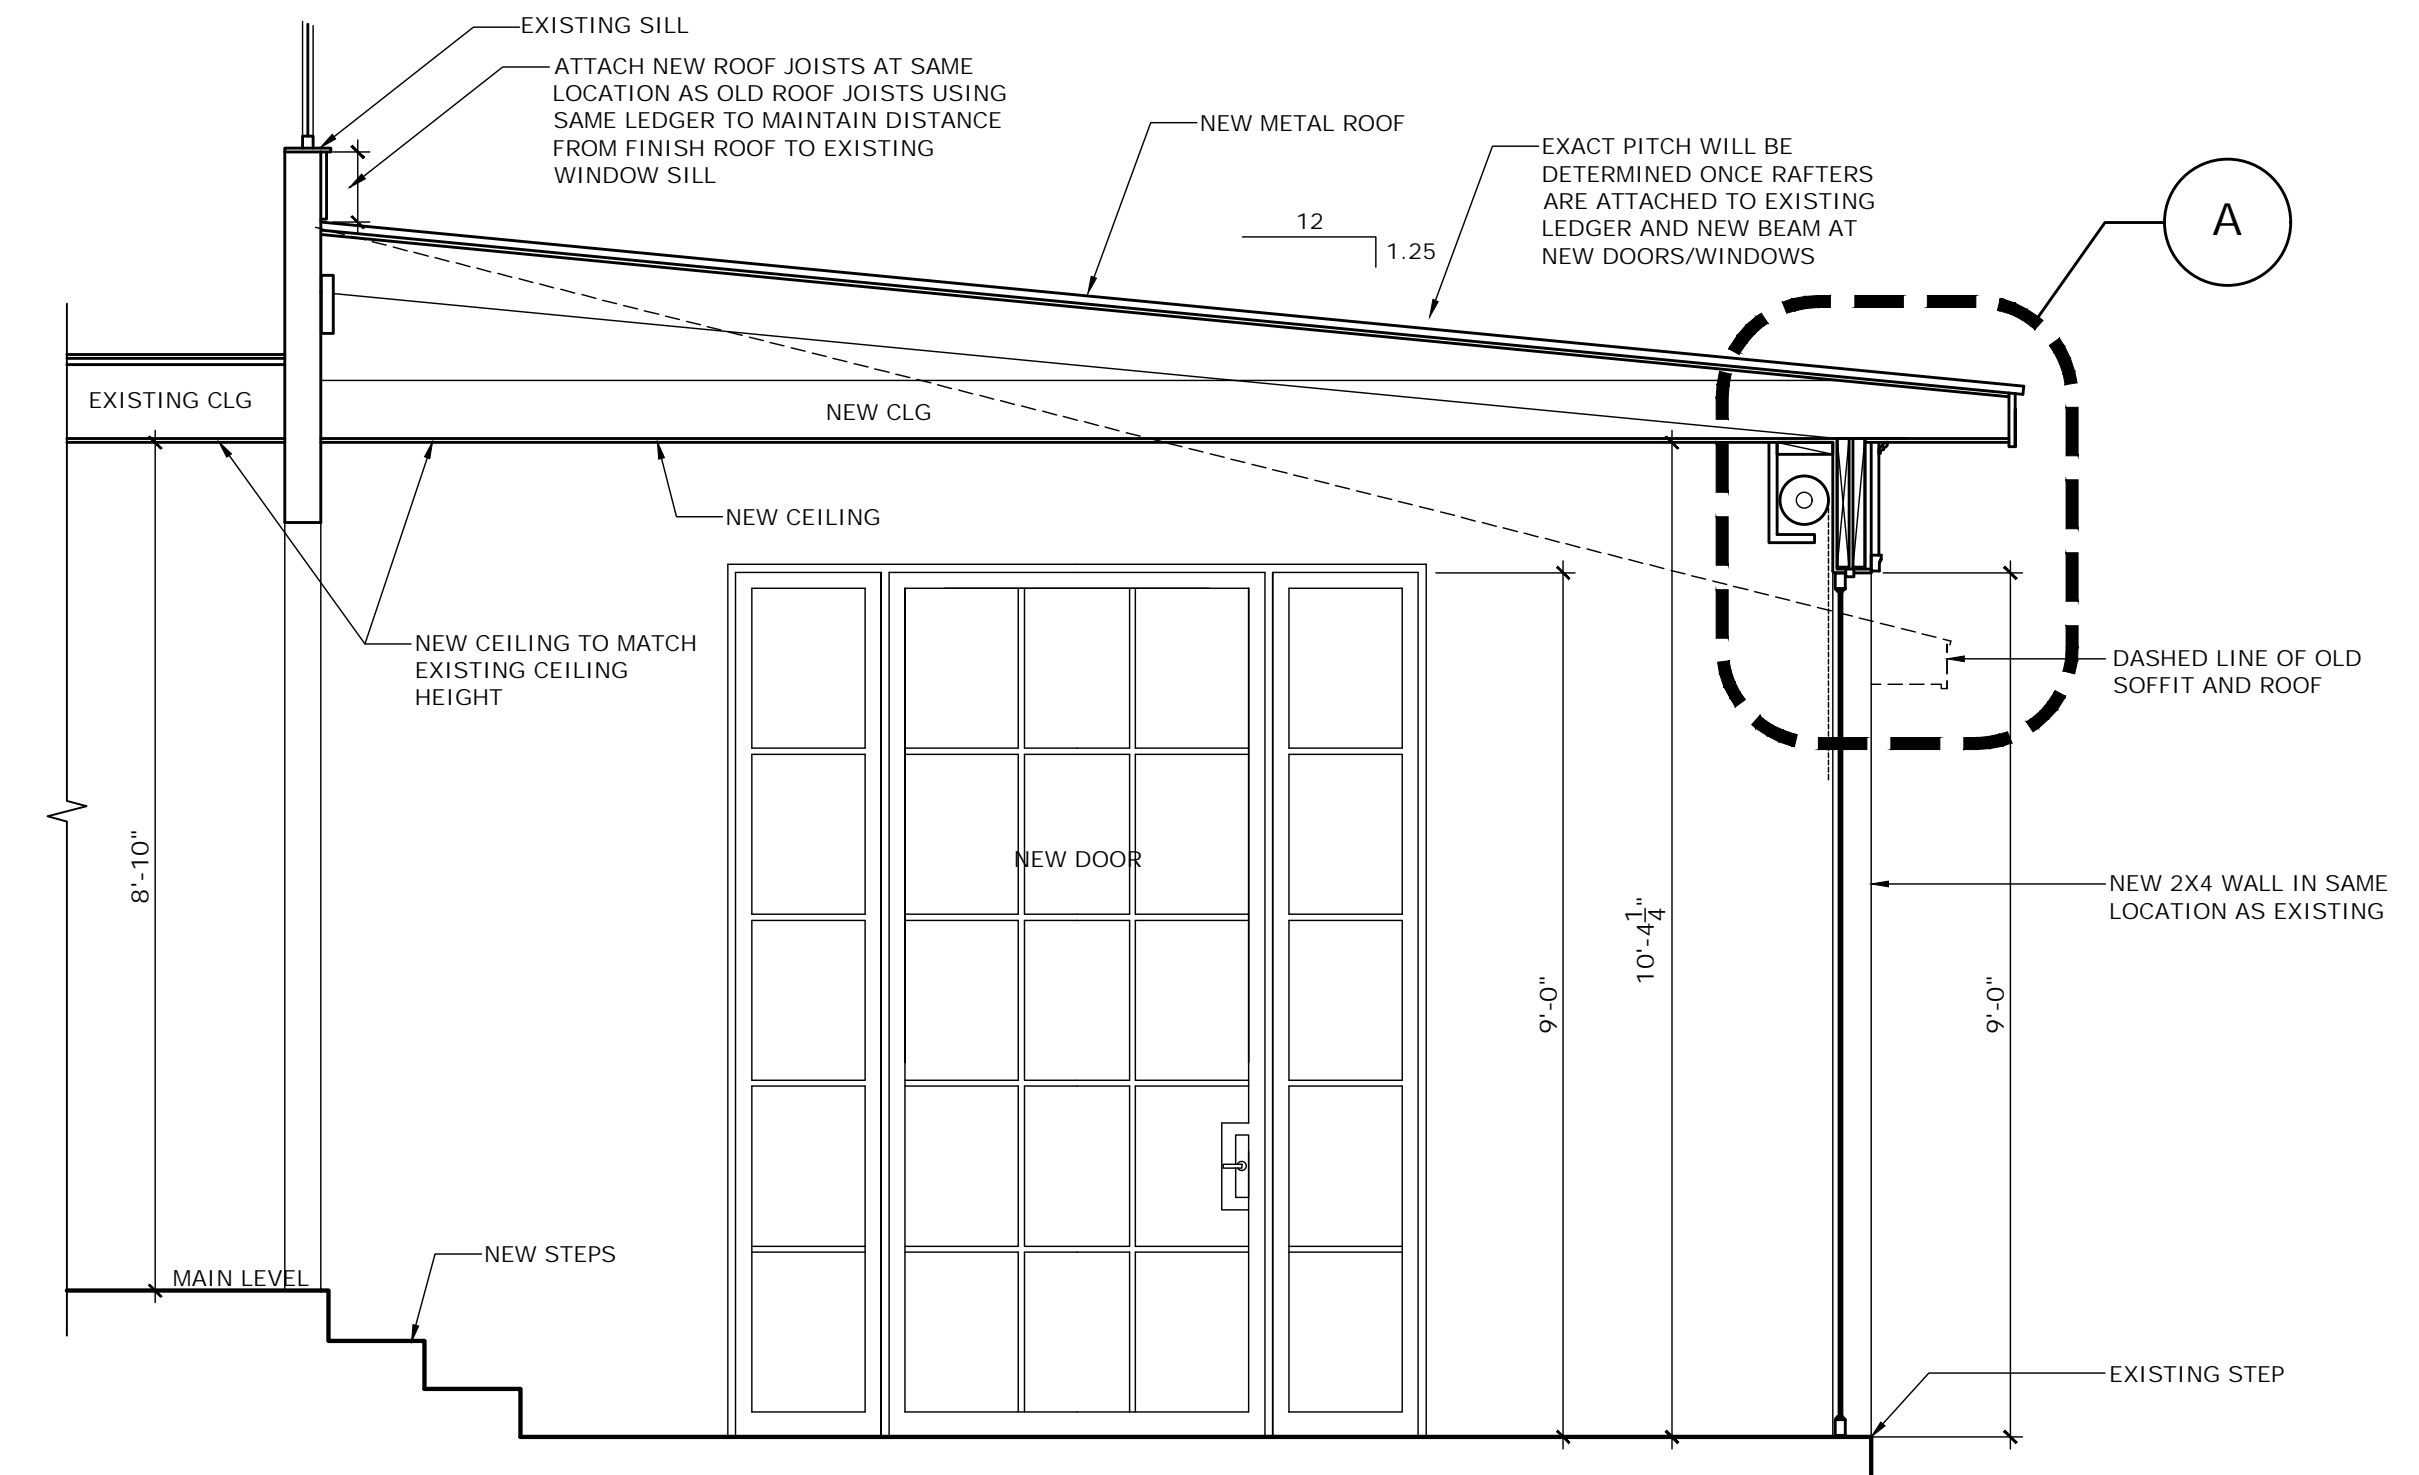 EXISTING SILL
ATTACH NEW ROOF JOISTS AT SAME
LOCATION AS OLD ROOF JOISTS USING
SAME LEDGER TO MAINTAIN DISTANCE
FROM FINISH ROOF TO EXISTING
WINDOW SILL
NEW METAL ROOF
EXACT PITCH WILL BE
DETERMINED ONCE RAFTERS
ARE ATTACHED TO EXISTING
LEDGER AND NEW BEAM AT
NEW DOORS/WINDOWS
12
1.25
A
EXISTING CLG
NEW CLG
NEW CEILING
NEW CEILING TO MATCH
EXISTING CEILING
HEIGHT
DASHED LINE OF OLD
SOFFIT AND ROOF
8'-10"
NEW DOOR
9'-0"
10'-4 1/4"
9'-0"
NEW 2X4 WALL IN SAME
LOCATION AS EXISTING
NEW STEPS
MAIN LEVEL
EXISTING STEP